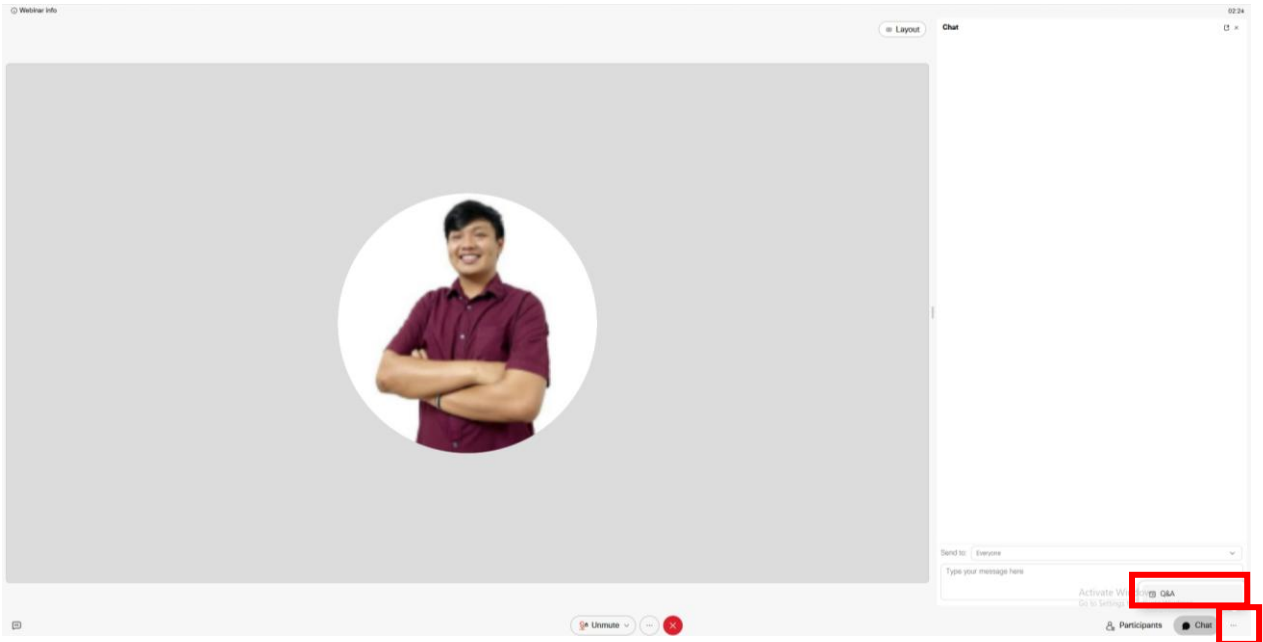 Webinar Info
02:24
Layout
Chat
Send to: Everyone
Type your message here
Activate Windows
Go to Settings
Q&A
Unmute
Participants
Chat